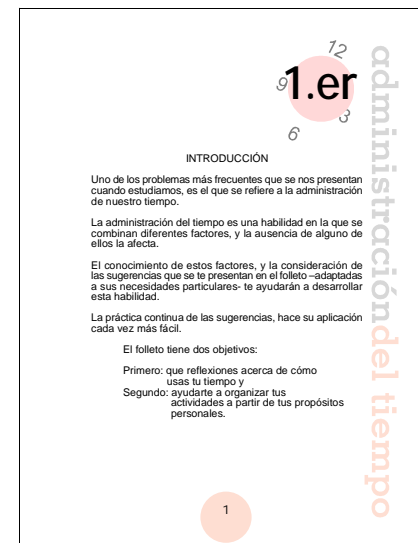 12
9
1.er
3
6
administración del tiempo
INTRODUCCIÓN
Uno de los problemas más frecuentes que se nos presentan
cuando estudiamos, es el que se refiere a la administración
de nuestro tiempo.
La administración del tiempo es una habilidad en la que se
combinan diferentes factores, y la ausencia de alguno de
ellos la afecta.
El conocimiento de estos factores, y la consideración de
las sugerencias que se te presentan en el folleto –adaptadas
a sus necesidades particulares- te ayudarán a desarrollar
esta habilidad.
La práctica continua de las sugerencias, hace su aplicación
cada vez más fácil.
El folleto tiene dos objetivos:
Primero: que reflexiones acerca de cómo
usas tu tiempo y
Segundo: ayudarte a organizar tus
actividades a partir de tus propósitos
personales.
1